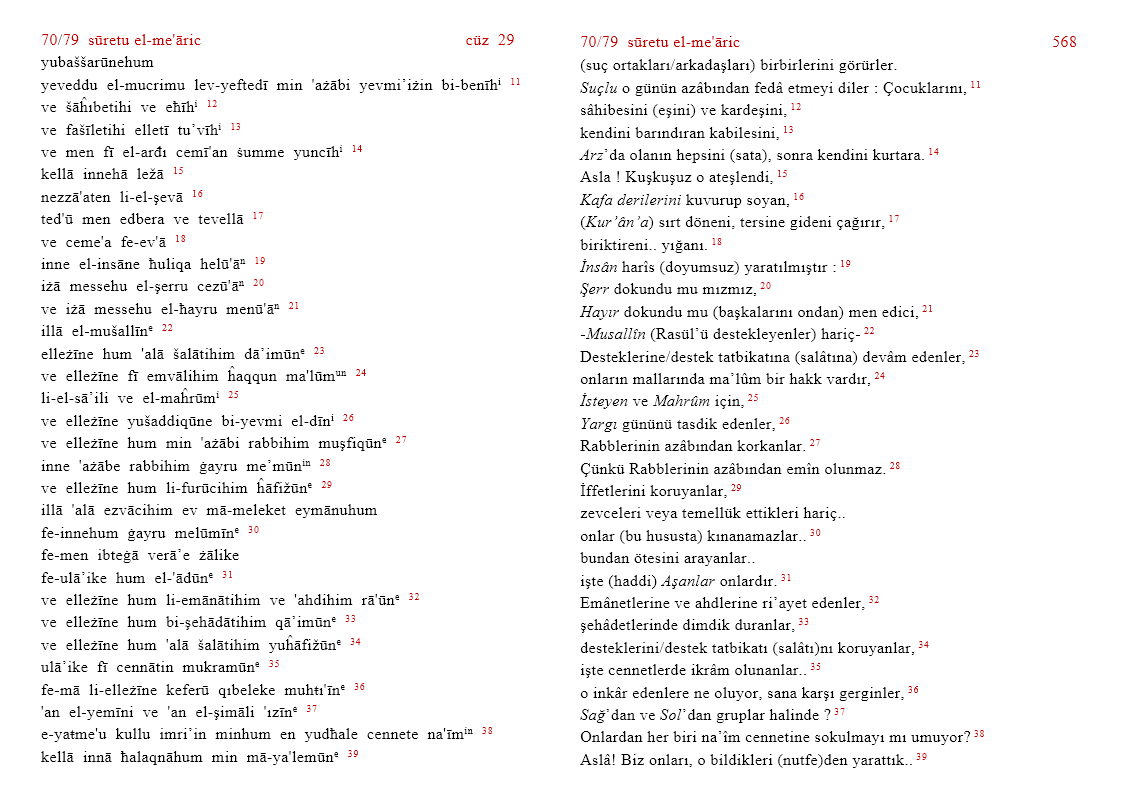 70/79 sūretu el-me'āric cüz 29
yubaššarūnehum
yeveddu el-mucrimu lev-yeftedī min 'ażābi yevmi’iżin bi-benīhⁱ 11
ve šāĥıbetihi ve eħīhⁱ 12
ve fašīletihi elletī tu’vīhⁱ 13
ve men fī el-arđı cemī'an ŝumme yuncīhⁱ 14
kellā innehā ležā 15
nezzā'aten li-el-şevā 16
ted'ū men edbera ve tevellā 17
ve ceme'a fe-ev'ā 18
inne el-insāne ħuliqa helū'āⁿ 19
iżā messehu el-şerru cezū'āⁿ 20
ve iżā messehu el-ħayru menū'āⁿ 21
illā el-mušallīnᵉ 22
elleżīne hum 'alā šalātihim dā’imūnᵉ 23
ve elleżīne fī emvālihim ĥaqqun ma'lūmᵘⁿ 24
li-el-sā’ili ve el-maĥrūmⁱ 25
ve elleżīne yušaddiqūne bi-yevmi el-dīnⁱ 26
ve elleżīne hum min 'ażābi rabbihim muşfiqūnᵉ 27
inne 'ażābe rabbihim ġayru me’mūnⁱⁿ 28
ve elleżīne hum li-furūcihim ĥāfižūnᵉ 29
illā 'alā ezvācihim ev mā-meleket eymānuhum
fe-innehum ġayru melūmīnᵉ 30
fe-men ibteġā verā’e żālike
fe-ulā’ike hum el-'ādūnᵉ 31
ve elleżīne hum li-emānātihim ve 'ahdihim rā'ūnᵉ 32
ve elleżīne hum bi-şehādātihim qā’imūnᵉ 33
ve elleżīne hum 'alā šalātihim yuĥāfižūnᵉ 34
ulā’ike fī cennātin mukramūnᵉ 35
fe-mā li-elleżīne keferū qıbeleke muhŧı'īnᵉ 36
'an el-yemīni ve 'an el-şimāli 'ızīnᵉ 37
e-yaŧme'u kullu imri’in minhum en yudħale cennete na'īmⁱⁿ 38
kellā innā ħalaqnāhum min mā-ya'lemūnᵉ 39
70/79 sūretu el-me'āric 568
(suç ortakları/arkadaşları) birbirlerini görürler.
Suçlu o günün azâbından fedâ etmeyi diler : Çocuklarını, 11
sâhibesini (eşini) ve kardeşini, 12
kendini barındıran kabilesini, 13
Arz’da olanın hepsini (sata), sonra kendini kurtara. 14
Asla ! Kuşkuşuz o ateşlendi, 15
Kafa derilerini kuvurup soyan, 16
(Kur’ân’a) sırt döneni, tersine gideni çağırır, 17
biriktireni.. yığanı. 18
İnsân harîs (doyumsuz) yaratılmıştır : 19
Şerr dokundu mu mızmız, 20
Hayır dokundu mu (başkalarını ondan) men edici, 21
-Musallîn (Rasül’ü destekleyenler) hariç- 22
Desteklerine/destek tatbikatına (salâtına) devâm edenler, 23
onların mallarında ma’lûm bir hakk vardır, 24
İsteyen ve Mahrûm için, 25
Yargı gününü tasdik edenler, 26
Rabblerinin azâbından korkanlar. 27
Çünkü Rabblerinin azâbından emîn olunmaz. 28
İffetlerini koruyanlar, 29
zevceleri veya temellük ettikleri hariç..
onlar (bu hususta) kınanamazlar.. 30
bundan ötesini arayanlar..
işte (haddi) Aşanlar onlardır. 31
Emânetlerine ve ahdlerine ri’ayet edenler, 32
şehâdetlerinde dimdik duranlar, 33
desteklerini/destek tatbikatı (salâtı)nı koruyanlar, 34
işte cennetlerde ikrâm olunanlar.. 35
o inkâr edenlere ne oluyor, sana karşı gerginler, 36
Sağ’dan ve Sol’dan gruplar halinde ? 37
Onlardan her biri na’îm cennetine sokulmayı mı umuyor? 38
Aslâ! Biz onları, o bildikleri (nutfe)den yarattık.. 39